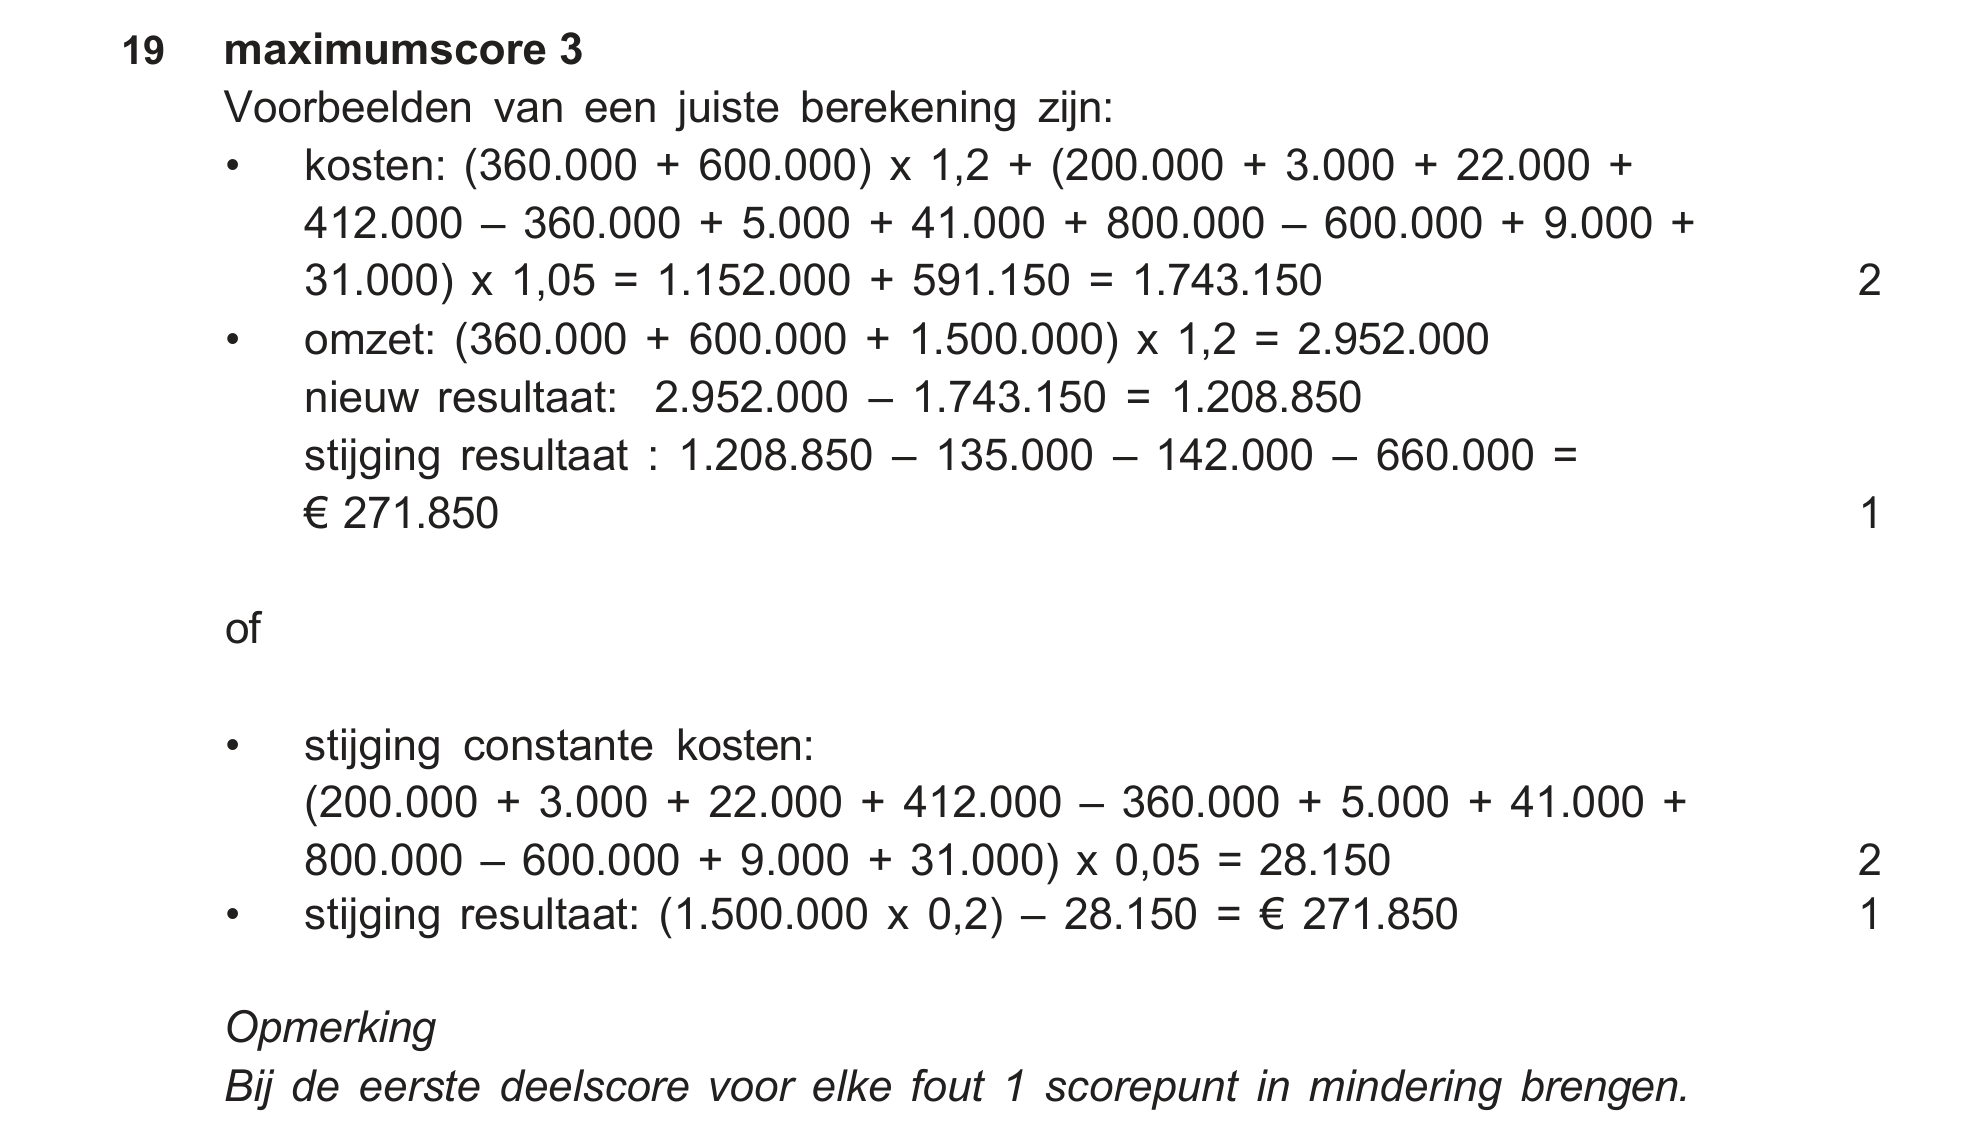 19 maximumscore 3
Voorbeelden van een juiste berekening zijn:
• kosten: (360.000 + 600.000) x 1,2 + (200.000 + 3.000 + 22.000 +
412.000 – 360.000 + 5.000 + 41.000 + 800.000 – 600.000 + 9.000 +
31.000) x 1,05 = 1.152.000 + 591.150 = 1.743.150 2
• omzet: (360.000 + 600.000 + 1.500.000) x 1,2 = 2.952.000
nieuw resultaat: 2.952.000 – 1.743.150 = 1.208.850
stijging resultaat : 1.208.850 – 135.000 – 142.000 – 660.000 =
€ 271.850 1
of
• stijging constante kosten:
(200.000 + 3.000 + 22.000 + 412.000 – 360.000 + 5.000 + 41.000 +
800.000 – 600.000 + 9.000 + 31.000) x 0,05 = 28.150 2
• stijging resultaat: (1.500.000 x 0,2) – 28.150 = € 271.850 1
Opmerking
Bij de eerste deelscore voor elke fout 1 scorepunt in mindering brengen.